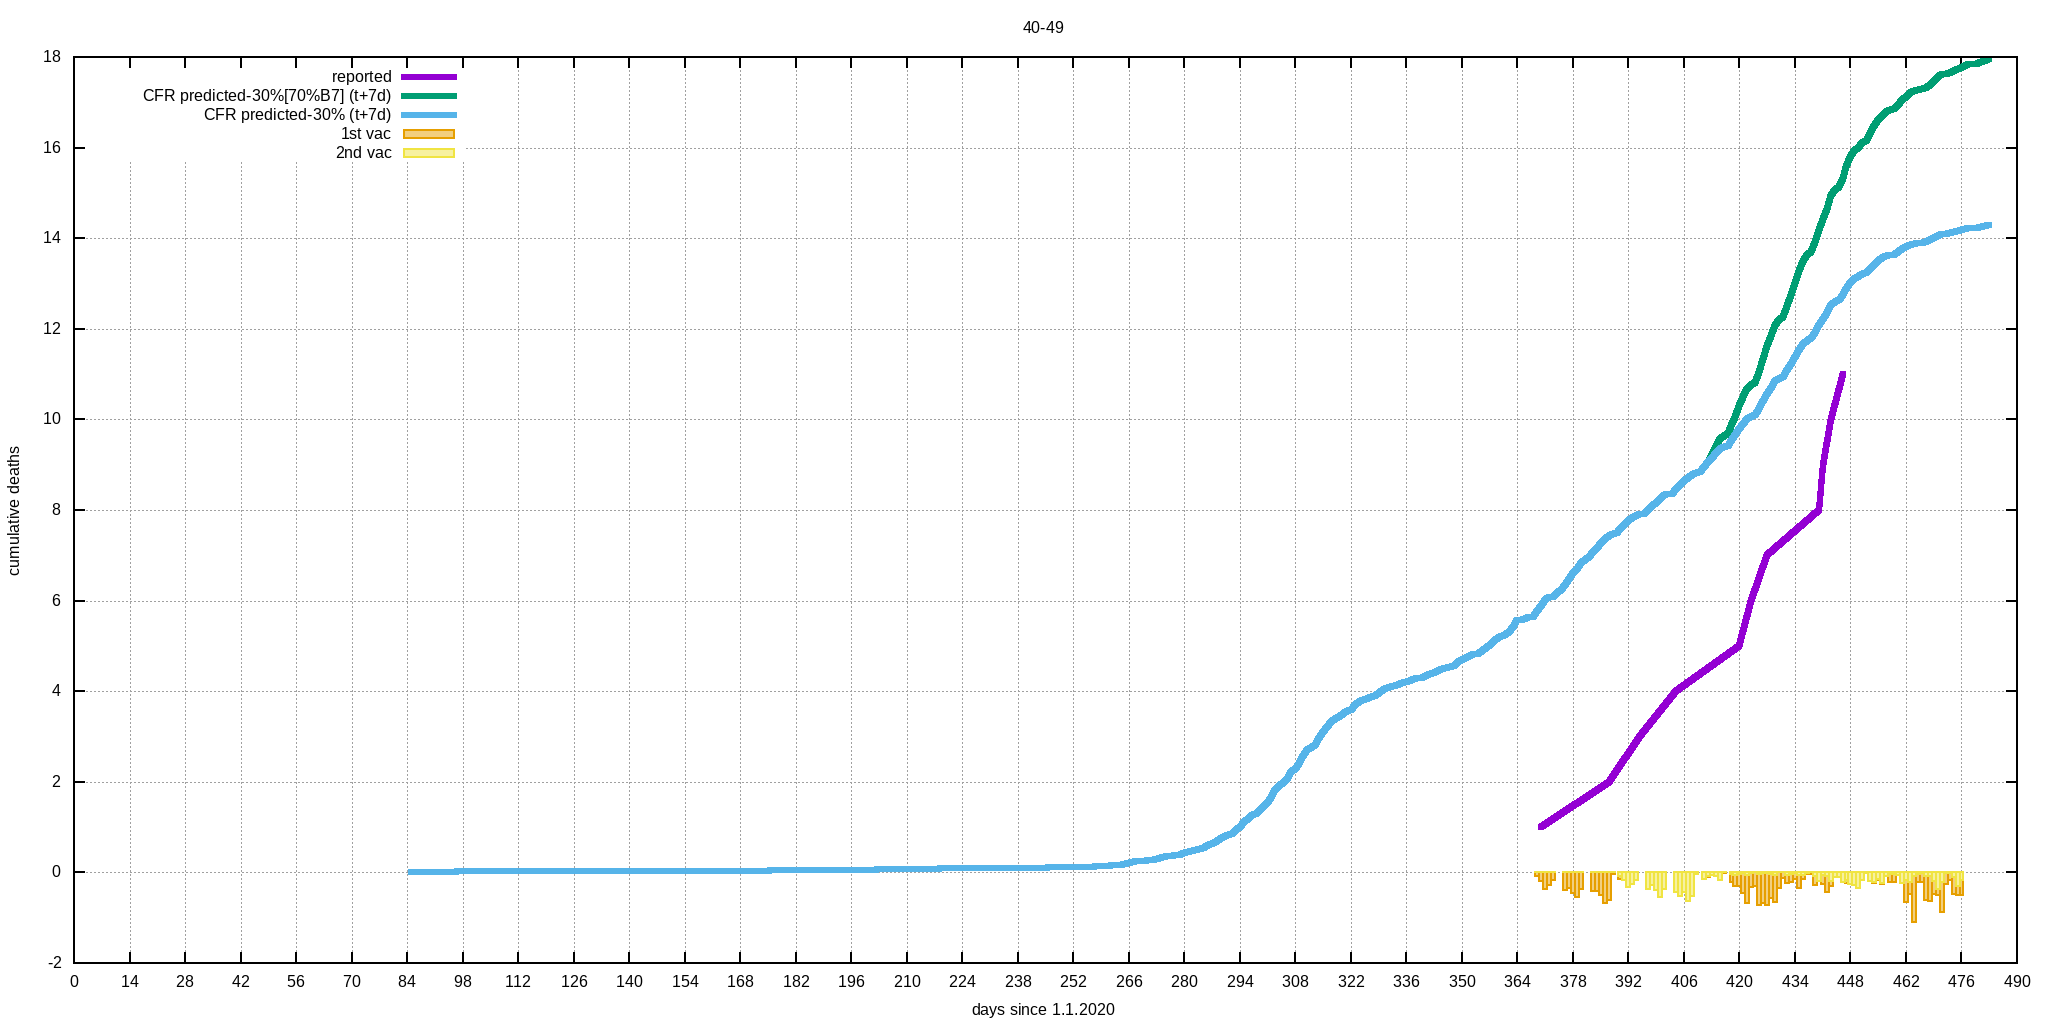 40-49
18
16
14
12
10
8
6
4
2
0
-2
reported
CFR predicted-30%[70%B7] (t+7d)
CFR predicted-30% (t+7d)
1st vac
2nd vac
cumulative deaths
0 14 28 42 56 70 84 98 112 126 140 154 168 182 196 210 224 238 252 266 280 294 308 322 336 350 364 378 392 406 420 434 448 462 476 490
days since 1.1.2020